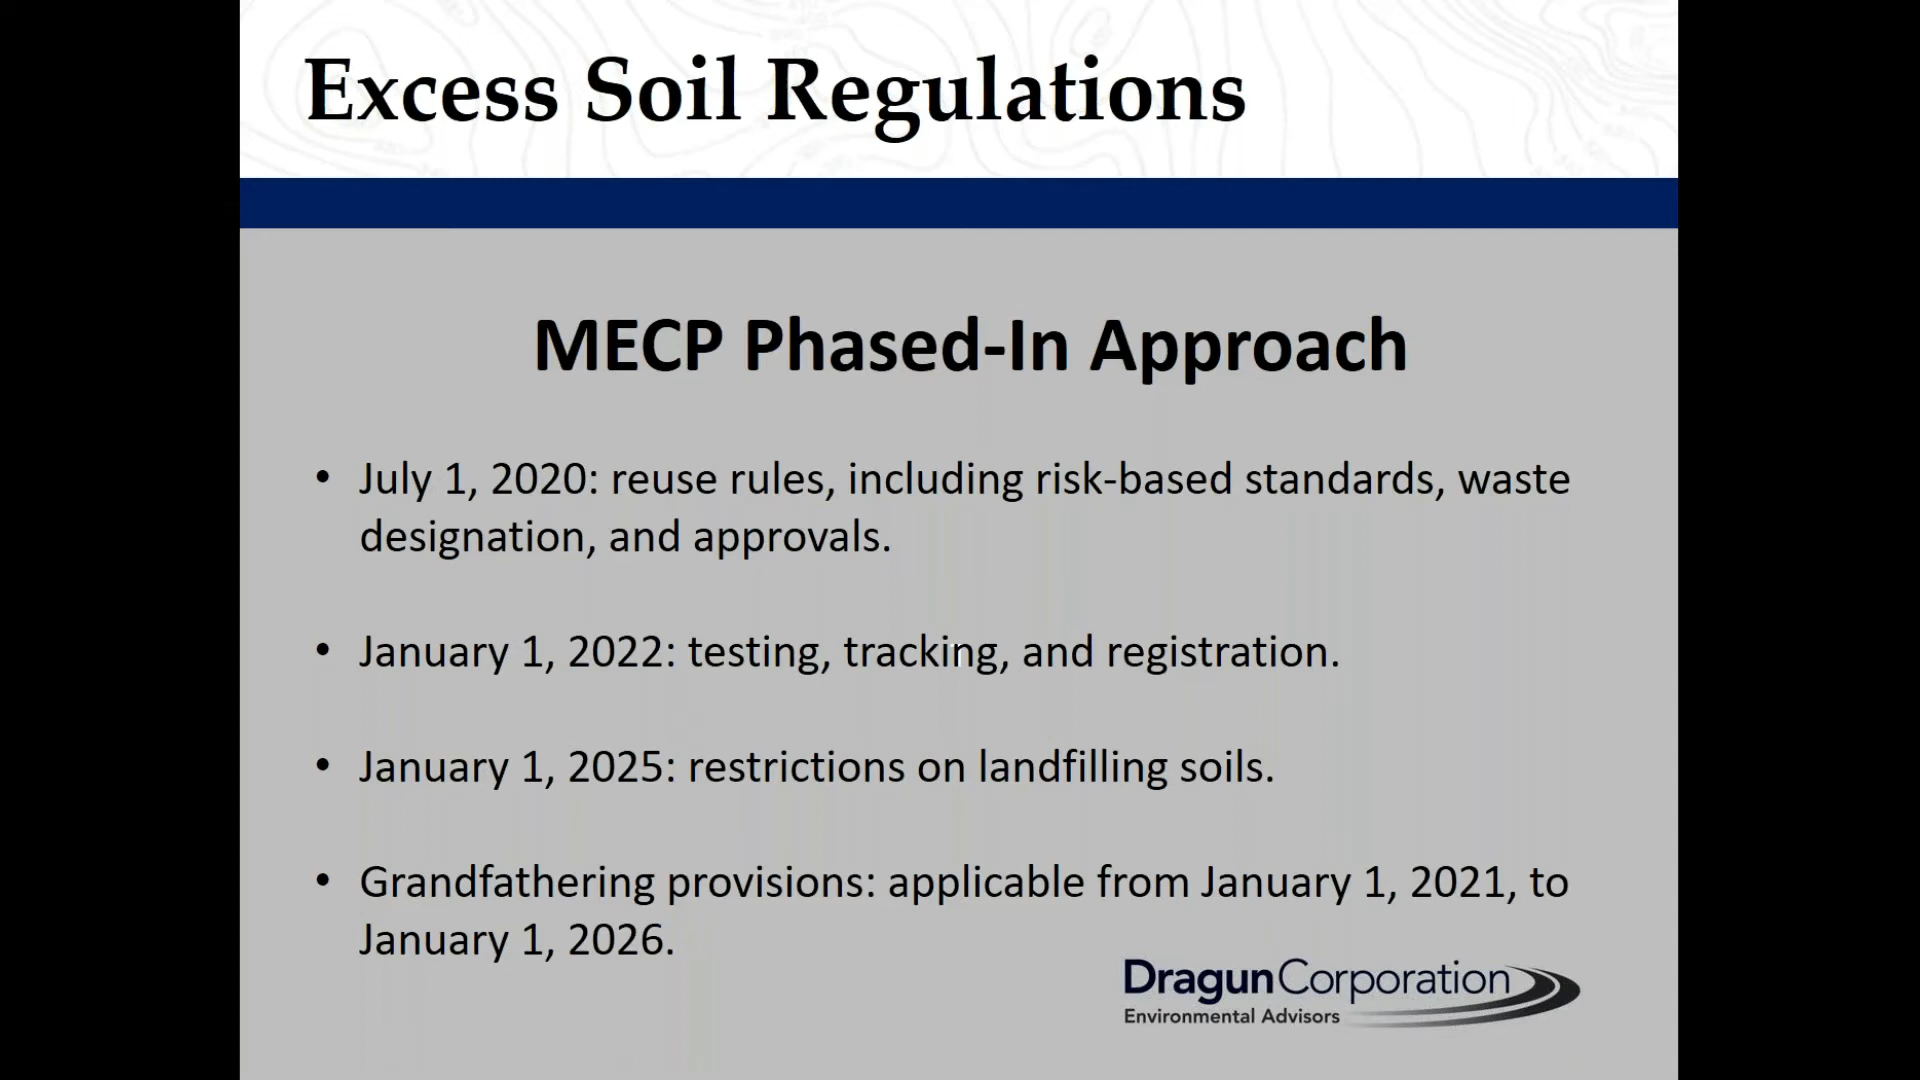 Excess Soil Regulations
MECP Phased-In Approach
• July 1, 2020: reuse rules, including risk-based standards, waste
designation, and approvals.
• January 1, 2022: testing, tracking, and registration.
• January 1, 2025: restrictions on landfilling soils.
• Grandfathering provisions: applicable from January 1, 2021, to
January 1, 2026.
DragunCorporation
Environmental Advisors